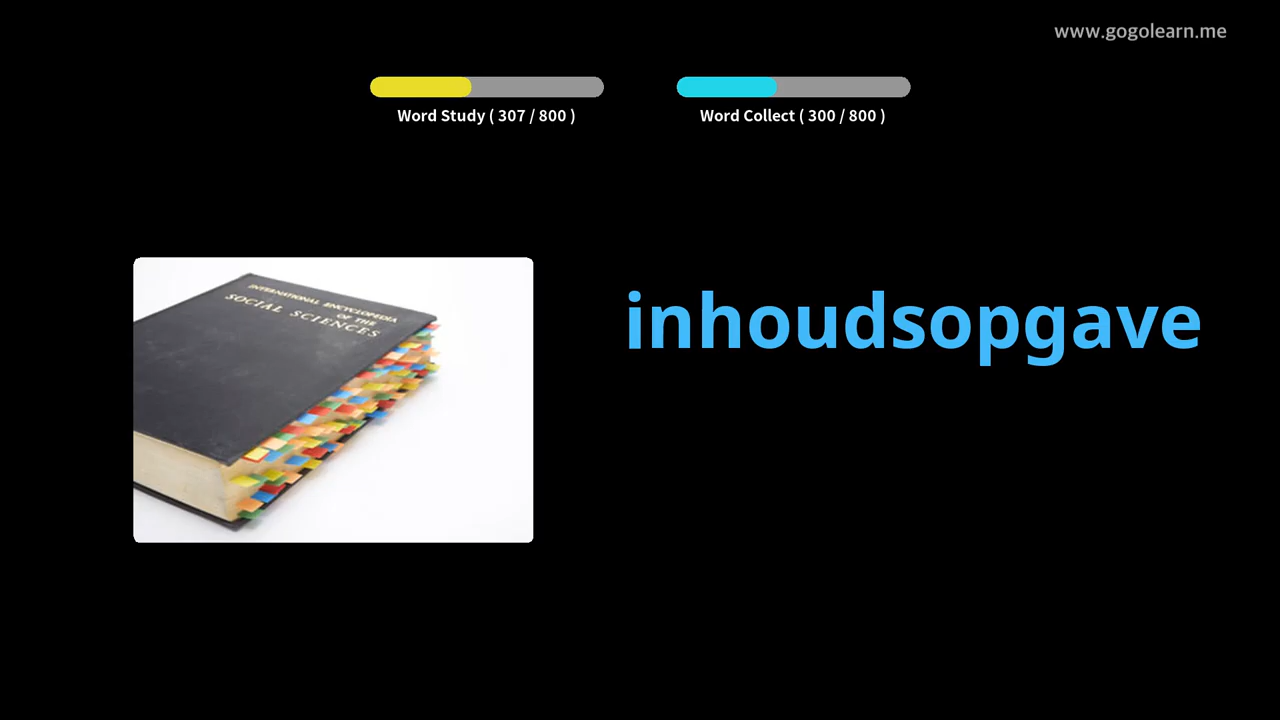 www.gogolearn.me
Word Study ( 307 / 800 )
Word Collect ( 300 / 800 )
INTERNATIONAL ENCYCLOPEDIA
OF THE
SOCIAL SCIENCES
inhoudsopgave